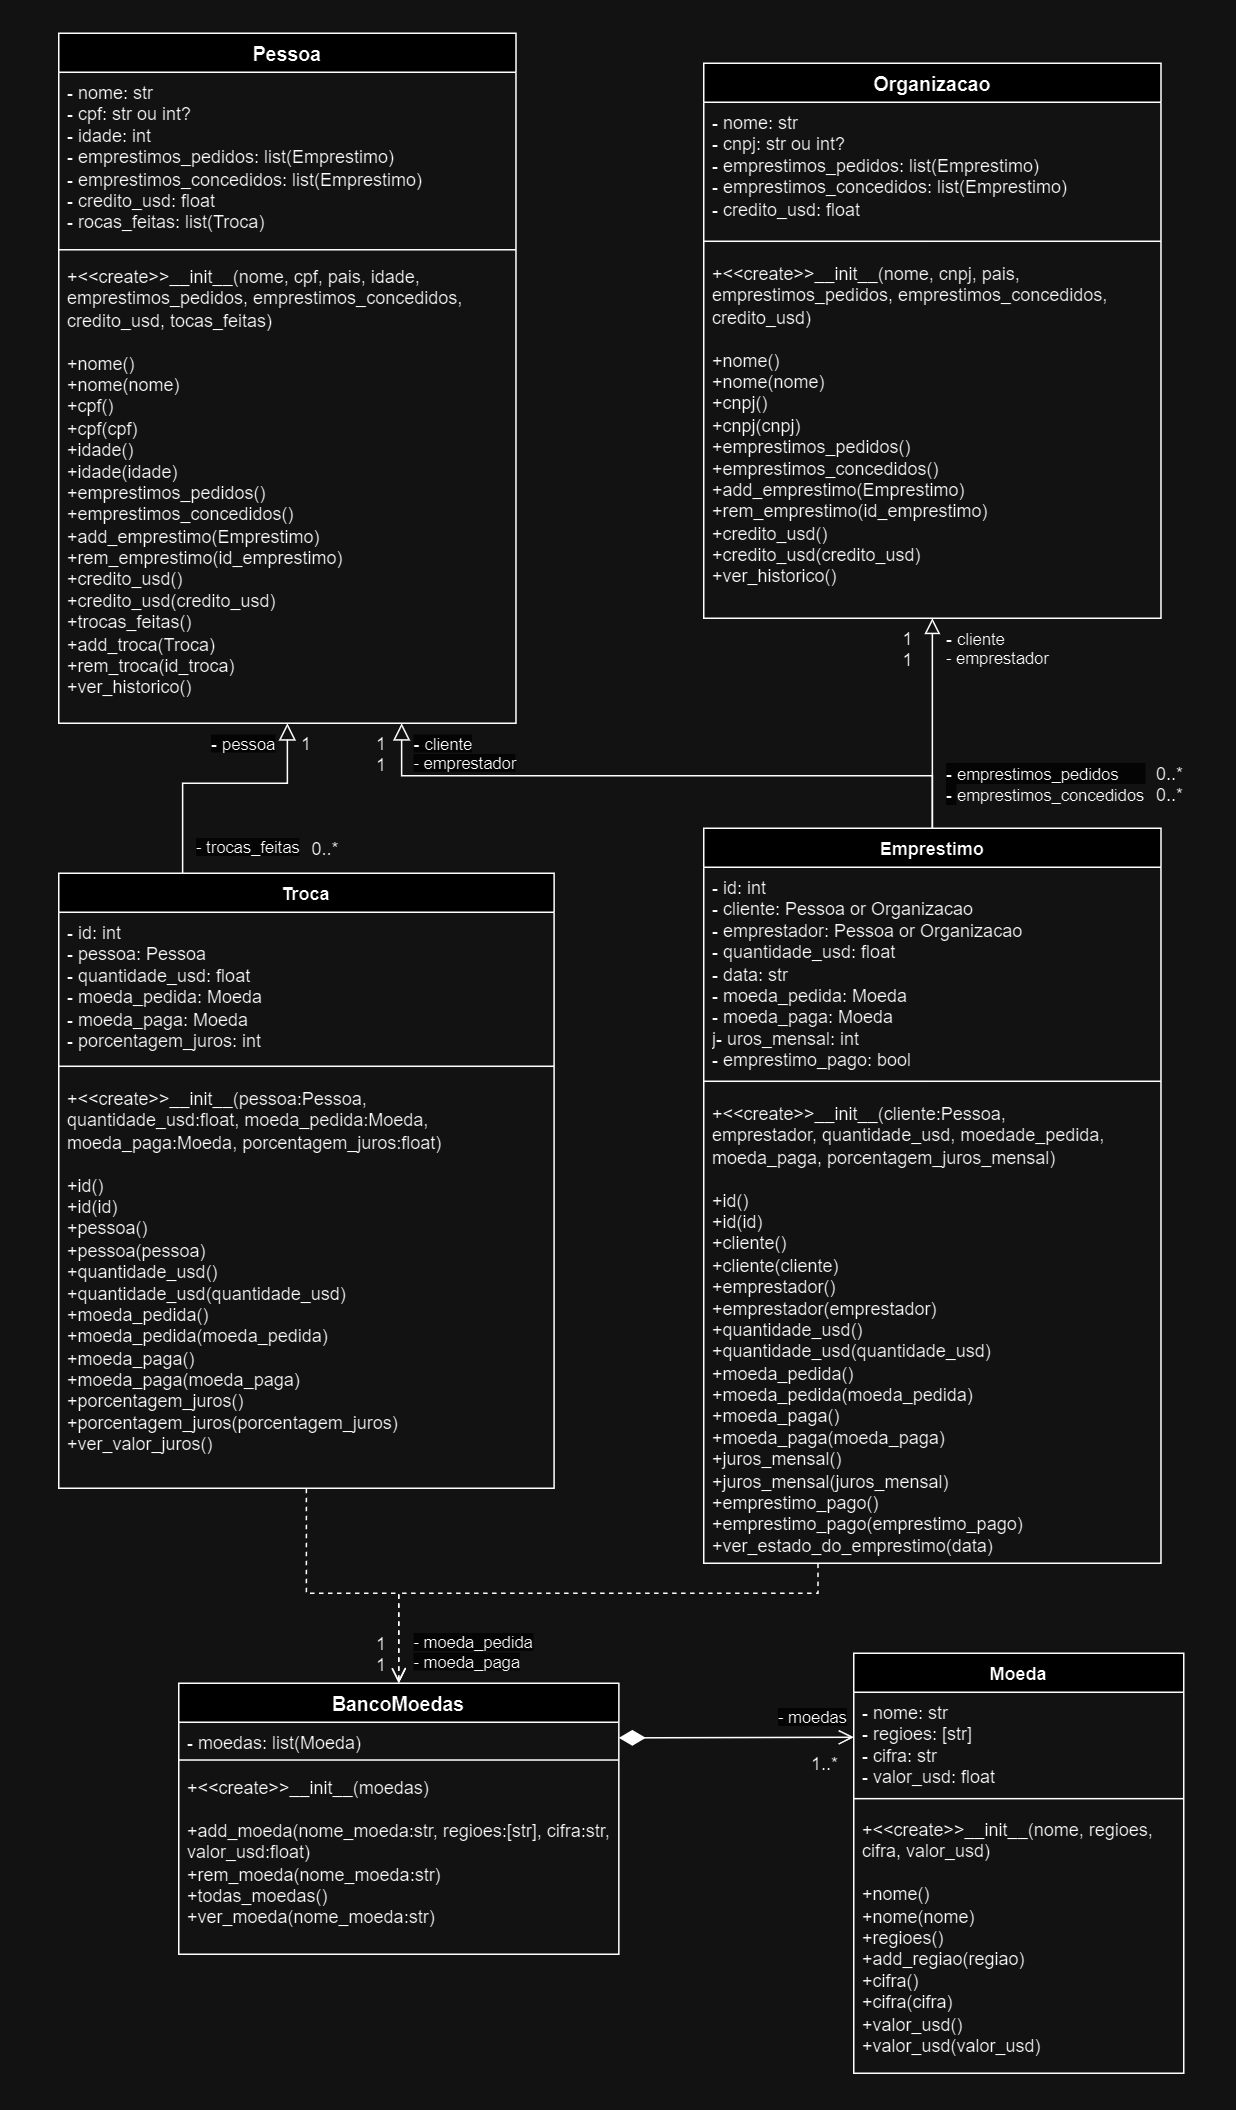 Pessoa
- nome: str
- cpf: str ou int?
- idade: int
- emprestimos_pedidos: list(Emprestimo)
- emprestimos_concedidos: list(Emprestimo)
- credito_usd: float
- rocas_feitas: list(Troca)
+<<create>>__init__(nome, cpf, pais, idade,
emprestimos_pedidos, emprestimos_concedidos,
credito_usd, tocas_feitas)
+nome()
+nome(nome)
+cpf()
+cpf(cpf)
+idade()
+idade(idade)
+emprestimos_pedidos()
+emprestimos_concedidos()
+add_emprestimo(Emprestimo)
+rem_emprestimo(id_emprestimo)
+credito_usd()
+credito_usd(credito_usd)
+trocas_feitas()
+add_troca(Troca)
+rem_troca(id_troca)
+ver_historico()
Organizacao
- nome: str
- cnpj: str ou int?
- emprestimos_pedidos: list(Emprestimo)
- emprestimos_concedidos: list(Emprestimo)
- credito_usd: float
+<<create>>__init__(nome, cnpj, pais,
emprestimos_pedidos, emprestimos_concedidos,
credito_usd)
+nome()
+nome(nome)
+cnpj()
+cnpj(cnpj)
+emprestimos_pedidos()
+emprestimos_concedidos()
+add_emprestimo(Emprestimo)
+rem_emprestimo(id_emprestimo)
+credito_usd()
+credito_usd(credito_usd)
+ver_historico()
1 - cliente
1 - emprestador
- pessoa 1
1 - cliente
1 - emprestador
- emprestimos_pedidos 0..*
- emprestimos_concedidos 0..*
- trocas_feitas 0..*
Troca
- id: int
- pessoa: Pessoa
- quantidade_usd: float
- moeda_pedida: Moeda
- moeda_paga: Moeda
- porcentagem_juros: int
+<<create>>__init__(pessoa:Pessoa,
quantidade_usd:float, moeda_pedida:Moeda,
moeda_paga:Moeda, porcentagem_juros:float)
+id()
+id(id)
+pessoa()
+pessoa(pessoa)
+quantidade_usd()
+quantidade_usd(quantidade_usd)
+moeda_pedida()
+moeda_pedida(moeda_pedida)
+moeda_paga()
+moeda_paga(moeda_paga)
+porcentagem_juros()
+porcentagem_juros(porcentagem_juros)
+ver_valor_juros()
Emprestimo
- id: int
- cliente: Pessoa or Organizacao
- emprestador: Pessoa or Organizacao
- quantidade_usd: float
- data: str
- moeda_pedida: Moeda
- moeda_paga: Moeda
j- uros_mensal: int
- emprestimo_pago: bool
+<<create>>__init__(cliente:Pessoa,
emprestador, quantidade_usd, moedade_pedida,
moeda_paga, porcentagem_juros_mensal)
+id()
+id(id)
+cliente()
+cliente(cliente)
+emprestador()
+emprestador(emprestador)
+quantidade_usd()
+quantidade_usd(quantidade_usd)
+moeda_pedida()
+moeda_pedida(moeda_pedida)
+moeda_paga()
+moeda_paga(moeda_paga)
+juros_mensal()
+juros_mensal(juros_mensal)
+emprestimo_pago()
+emprestimo_pago(emprestimo_pago)
+ver_estado_do_emprestimo(data)
1 - moeda_pedida
1 - moeda_paga
BancoMoedas
- moedas: list(Moeda)
+<<create>>__init__(moedas)
+add_moeda(nome_moeda:str, regioes:[str], cifra:str,
valor_usd:float)
+rem_moeda(nome_moeda:str)
+todas_moedas()
+ver_moeda(nome_moeda:str)
- moedas
1..*
Moeda
- nome: str
- regioes: [str]
- cifra: str
- valor_usd: float
+<<create>>__init__(nome, regioes,
cifra, valor_usd)
+nome()
+nome(nome)
+regioes()
+add_regiao(regiao)
+cifra()
+cifra(cifra)
+valor_usd()
+valor_usd(valor_usd)